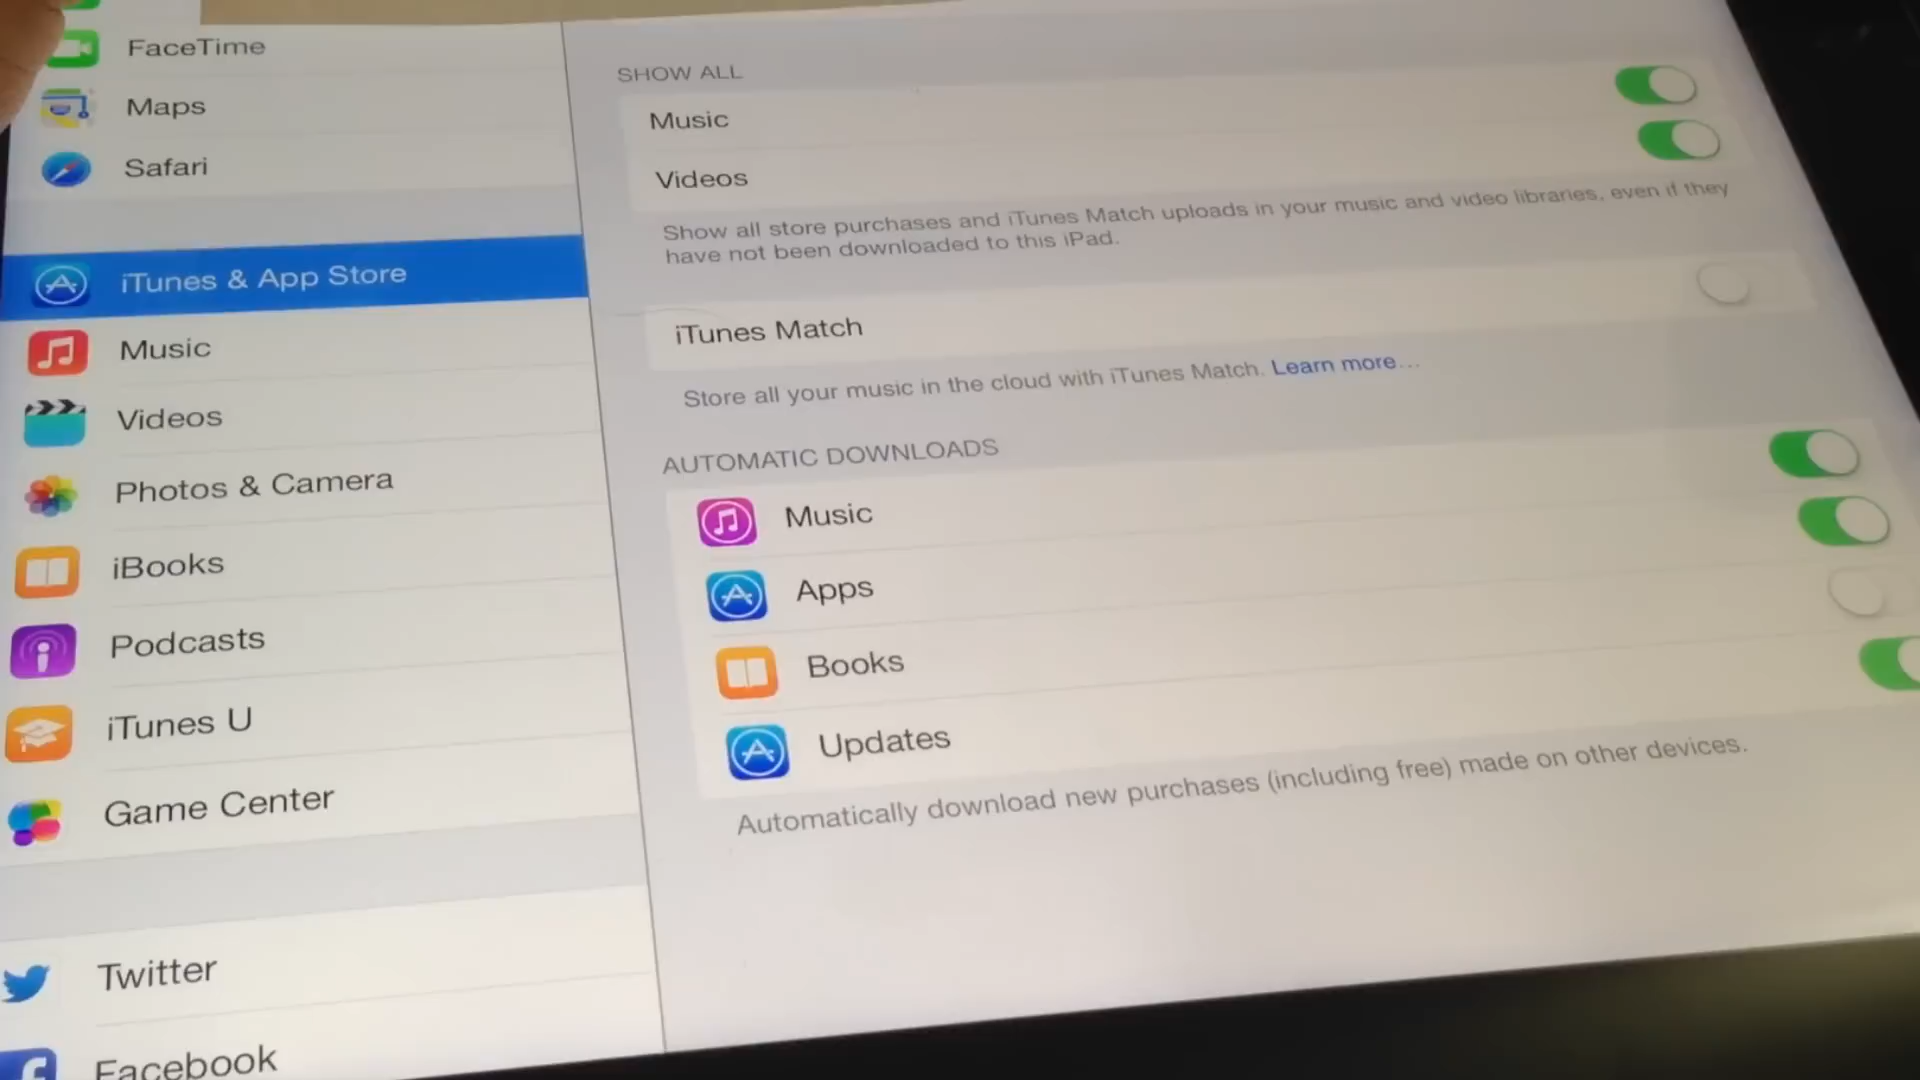 FaceTime
Maps
Safari
iTunes & App Store
Music
Videos
Photos & Camera
iBooks
Podcasts
iTunes U
Game Center
Twitter
Facebook
SHOW ALL
Music
Videos
Show all store purchases and iTunes Match uploads in your music and video libraries, even if they
have not been downloaded to this iPad.
iTunes Match
Store all your music in the cloud with iTunes Match. Learn more...
AUTOMATIC DOWNLOADS
Music
Apps
Books
Updates
Automatically download new purchases (including free) made on other devices.